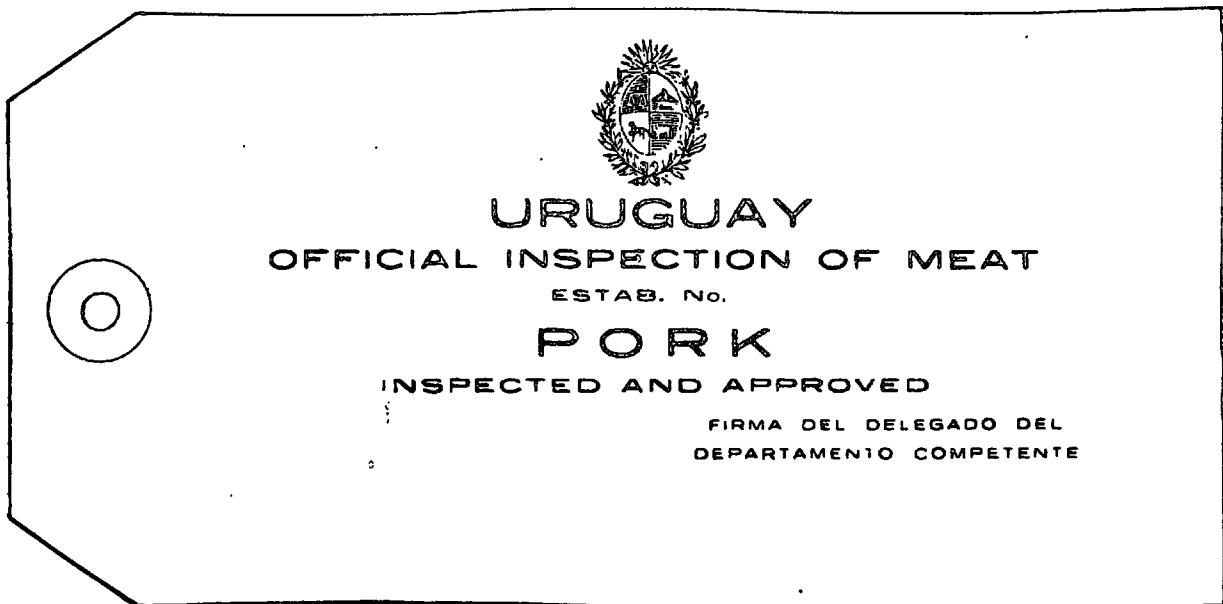 URUGUAY
OFFICIAL INSPECTION OF MEAT
ESTAB. No.
PORK
INSPECTED AND APPROVED
FIRMA DEL DELEGADO DEL
DEPARTAMENTO COMPETENTE